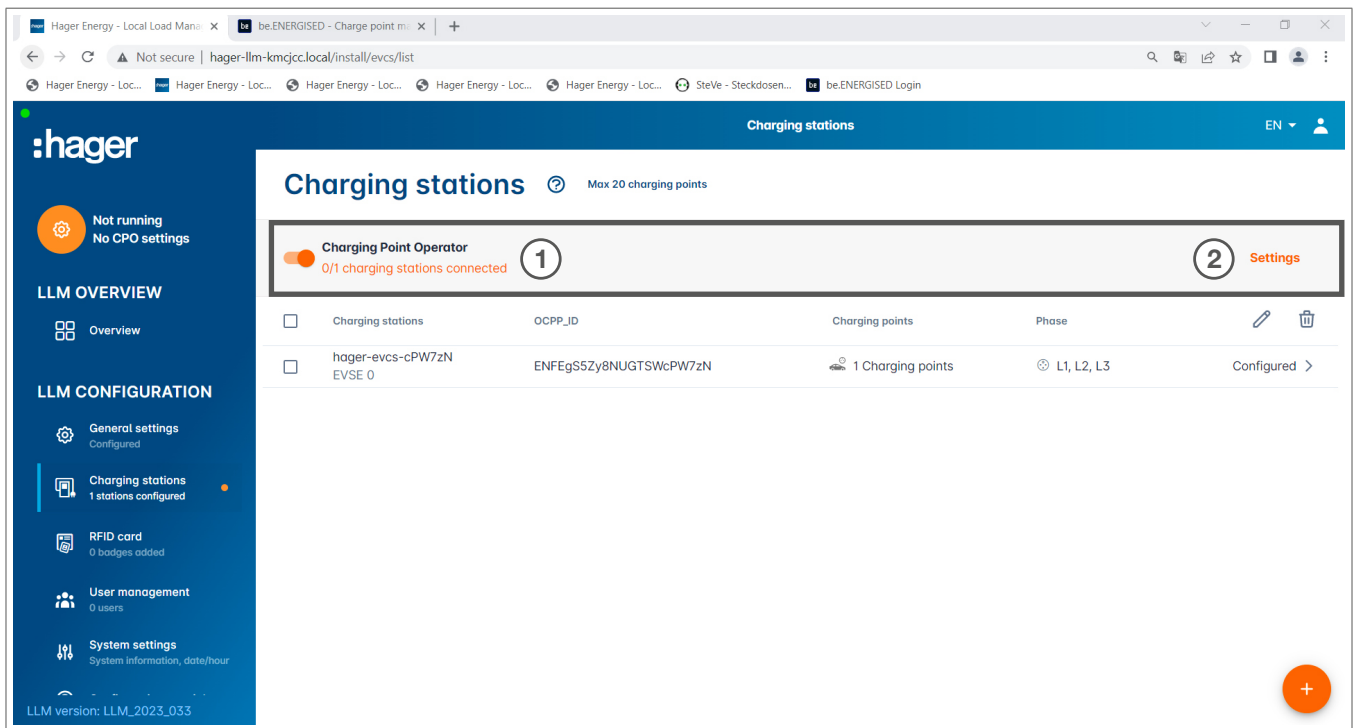 Hager Energy - Local Load Mana
be.ENERGISED - Charge point m
Not secure | hager-llm-kmcjcc.local/install/evcs/list
Hager Energy - Loc... Hager Energy - Loc... Hager Energy - Loc... Hager Energy - Loc... Hager Energy - Loc... SteVe - Steckdosen... be.ENERGISED Login
:hager
Charging stations
EN
Charging stations
Max 20 charging points
Not running
No CPO settings
Charging Point Operator
0/1 charging stations connected
1
2
Settings
LLM OVERVIEW
Overview
Charging stations OCPP_ID Charging points Phase
hager-evcs-cPW7zN
EVSE 0
ENFEgS5Zy8NUGTSWcPW7zN
1 Charging points
L1, L2, L3
Configured
LLM CONFIGURATION
General settings
Configured
Charging stations
1 stations configured
RFID card
0 badges added
User management
0 users
System settings
System information, date/hour
LLM version: LLM_2023_033